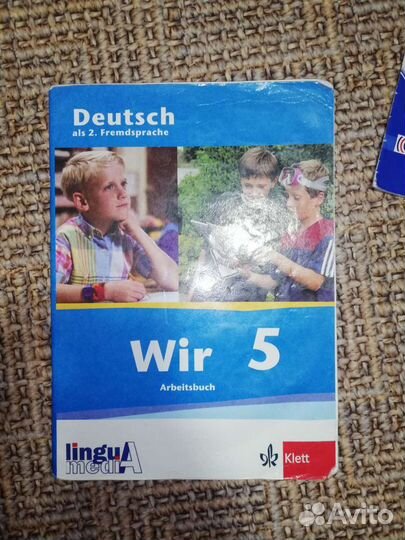 Deutsch
als 2. Fremdsprache
Wir 5
Arbeitsbuch
linguA
mediA
Klett
Avito